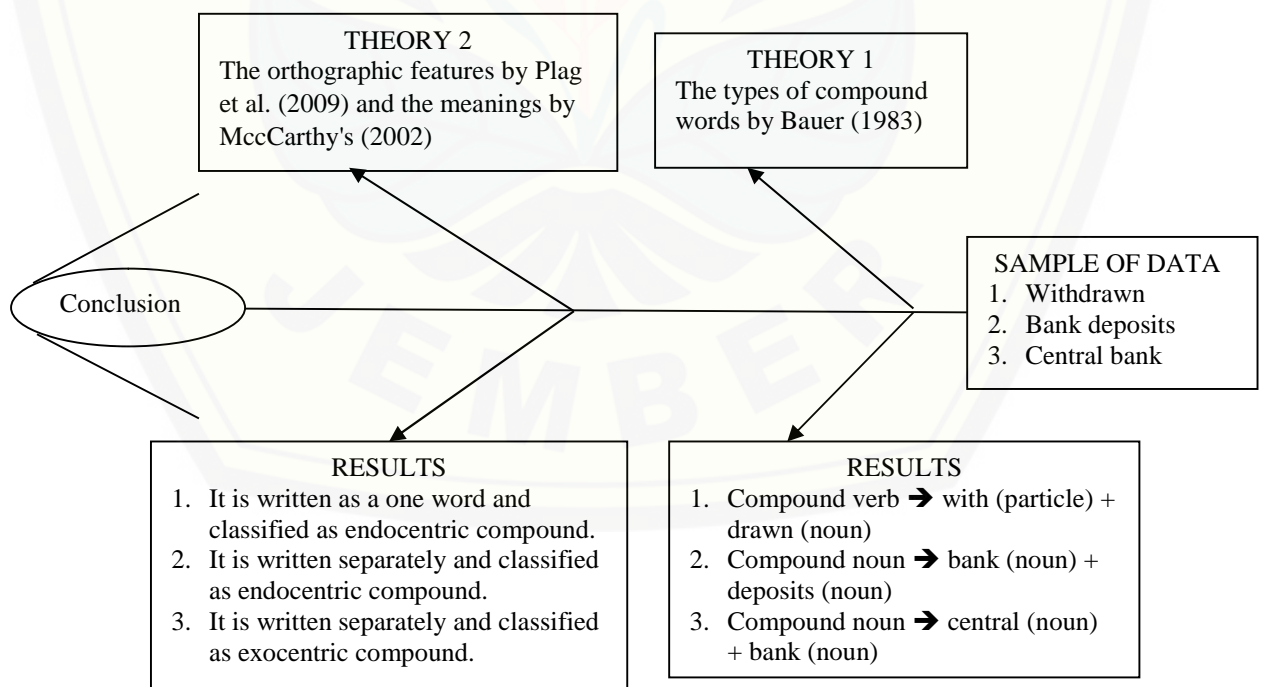 THEORY 2
The orthographic features by Plag
et al. (2009) and the meanings by
MccCarthy's (2002)
THEORY 1
The types of compound
words by Bauer (1983)
SAMPLE OF DATA
1. Withdrawn
2. Bank deposits
3. Central bank
Conclusion
RESULTS
1. It is written as a one word and
classified as endocentric compound.
2. It is written separately and classified
as endocentric compound.
3. It is written separately and classified
as exocentric compound.
RESULTS
1. Compound verb ➔ with (particle) +
drawn (noun)
2. Compound noun ➔ bank (noun) +
deposits (noun)
3. Compound noun ➔ central (noun)
+ bank (noun)
JEMBER